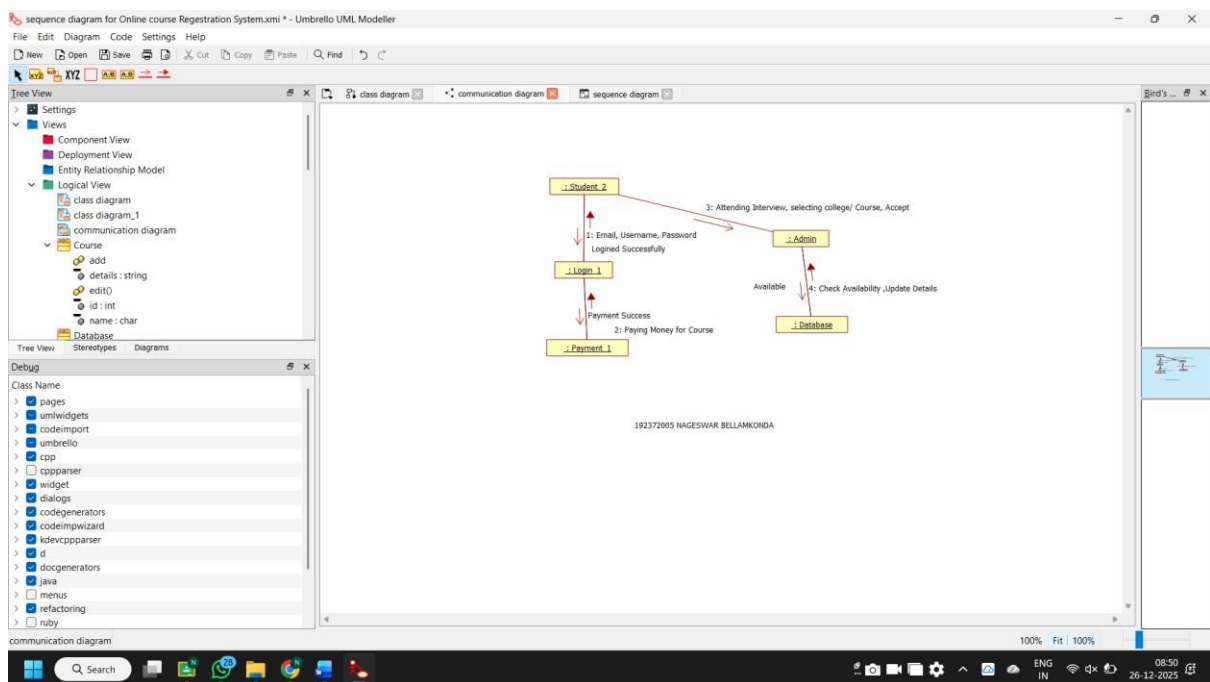 sequence diagram for Online course Regestration System.xmi * - Umbrello UML Modeller
File Edit Diagram Code Settings Help
New Open Save Cut Copy Paste Find
XYZ A.B A.B
Tree View
class diagram communication diagram sequence diagram
Bird's ...
Settings
Views
Component View
Deployment View
Entity Relationship Model
Logical View
class diagram
class diagram_1
communication diagram
Course
add
details : string
edit()
id : int
name : char
Database
Tree View Stereotypes Diagrams
Debug
Class Name
pages
umlwidgets
codeimport
umbrello
cpp
cppparser
widget
dialogs
codegenerators
codeimpwizard
kdevcppparser
d
docgenerators
java
menus
refactoring
ruby
: Student_2
3: Attending Interview, selecting college/ Course, Accept
1: Email, Username, Password
Logined Successfully
: Admin
: Login_1
Available
4: Check Availability ,Update Details
Payment Success
2: Paying Money for Course
: Database
: Payment_1
192372005 NAGESWAR BELLAMKONDA
communication diagram
100% Fit 100%
Search
28
ENG
IN
08:50
26-12-2025